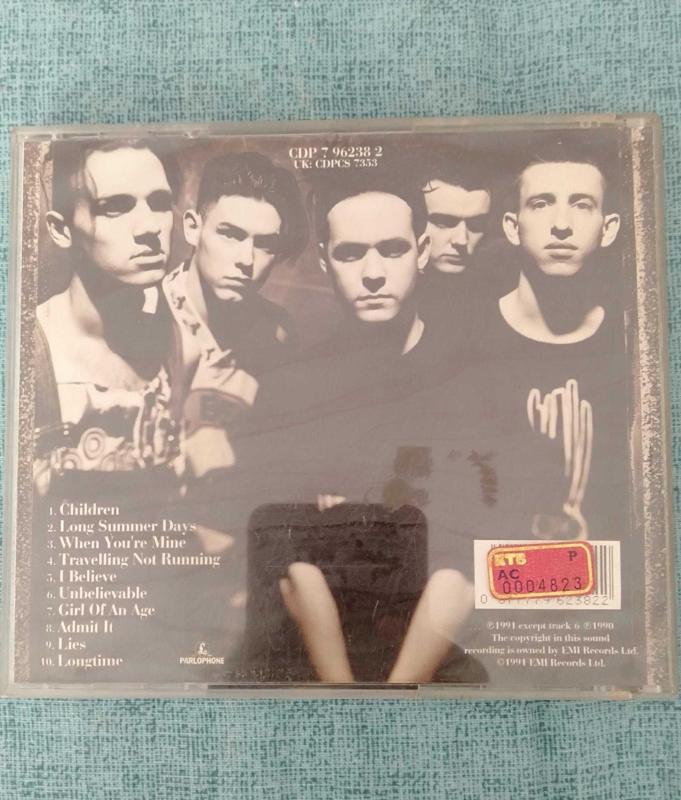 CDP 7 96238 2
UK: CDPCS 7353
1. Children
2. Long Summer Days
3. When You're Mine
4. Travelling Not Running
5. I Believe
6. Unbelievable
7. Girl Of An Age
8. Admit It
9. Lies
10. Longtime
PARLOPHONE
КТБ P
AC
0004823
℗1991 except track 6 ℗1990
The copyright in this sound
recording is owned by EMI Records Ltd.
©1991 EMI Records Ltd.